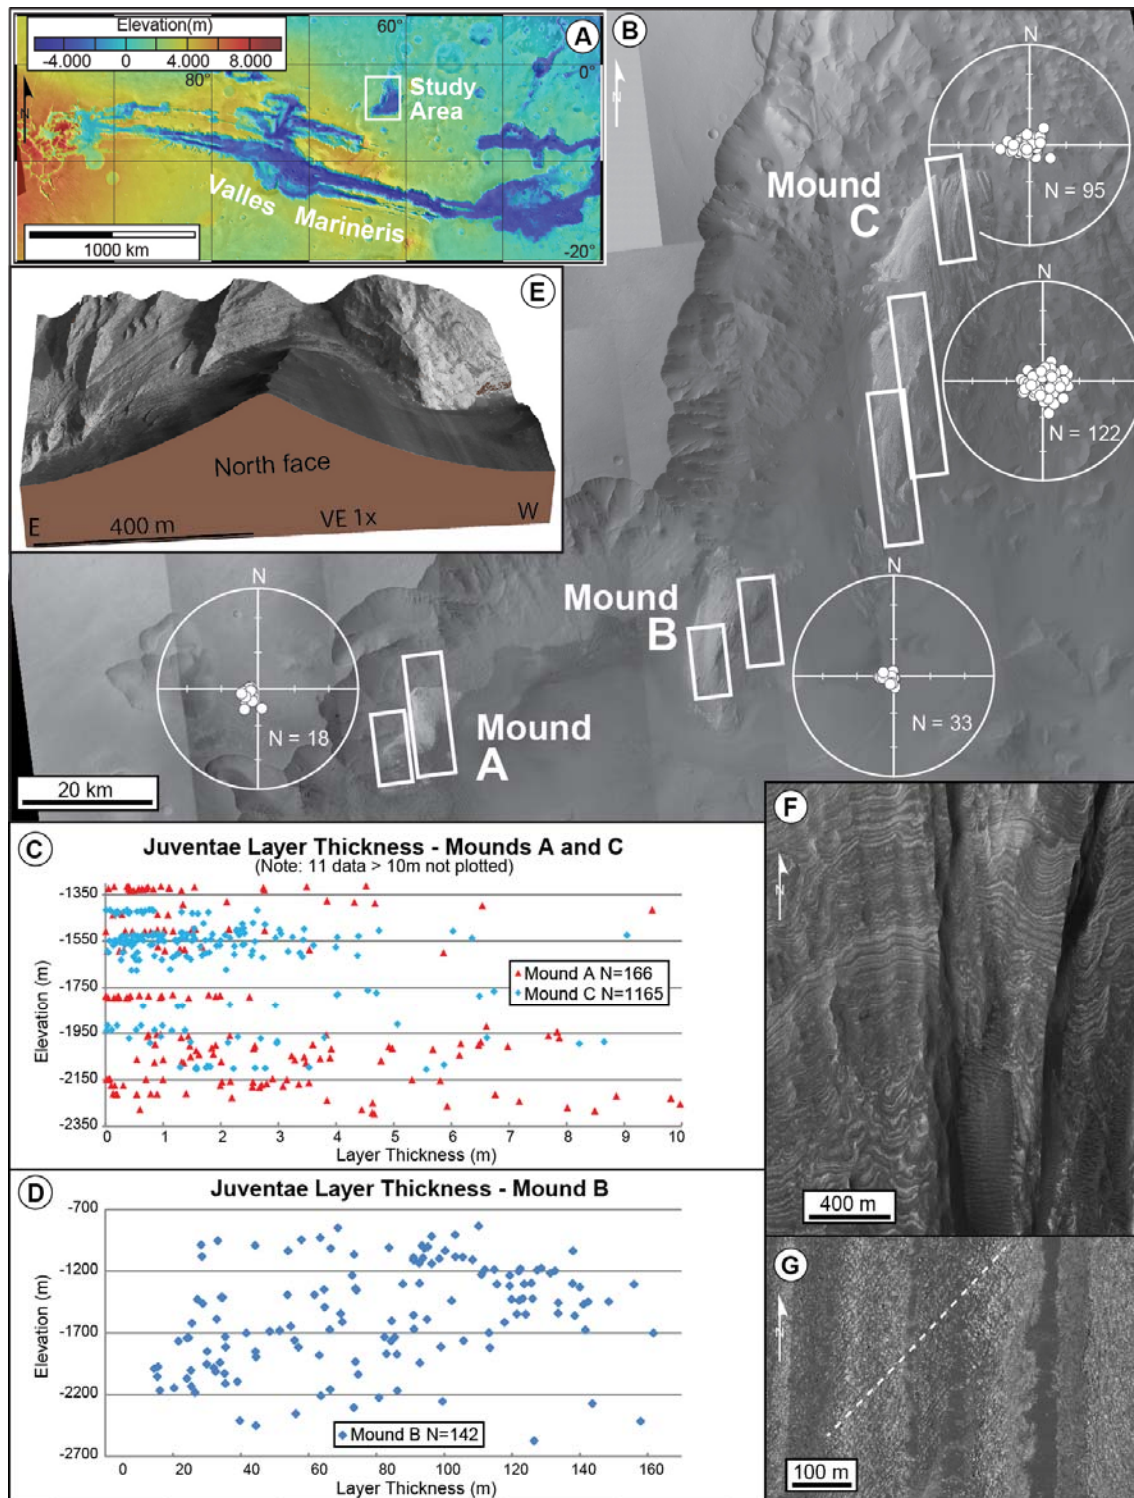 A
Elevation(m)
-4.000 0 4.000 8.000
60°
80°
0°
-20°
N
Study
Area
Valles
Marineris
1000 km
B
N
Mound
C
N
N = 95
N
N = 122
Mound
B
N
N = 33
N
N = 18
Mound
A
20 km
E
North face
E
400 m
VE 1x
W
C
Juventae Layer Thickness - Mounds A and C
(Note: 11 data > 10m not plotted)
Elevation (m)
-1350
-1550
-1750
-1950
-2150
-2350
Mound A N=166
Mound C N=1165
0 1 2 3 4 5 6 7 8 9 10
Layer Thickness (m)
D
Juventae Layer Thickness - Mound B
Elevation (m)
-700
-1200
-1700
-2200
-2700
Mound B N=142
0 20 40 60 80 100 120 140 160
Layer Thickness (m)
F
N
400 m
G
N
100 m